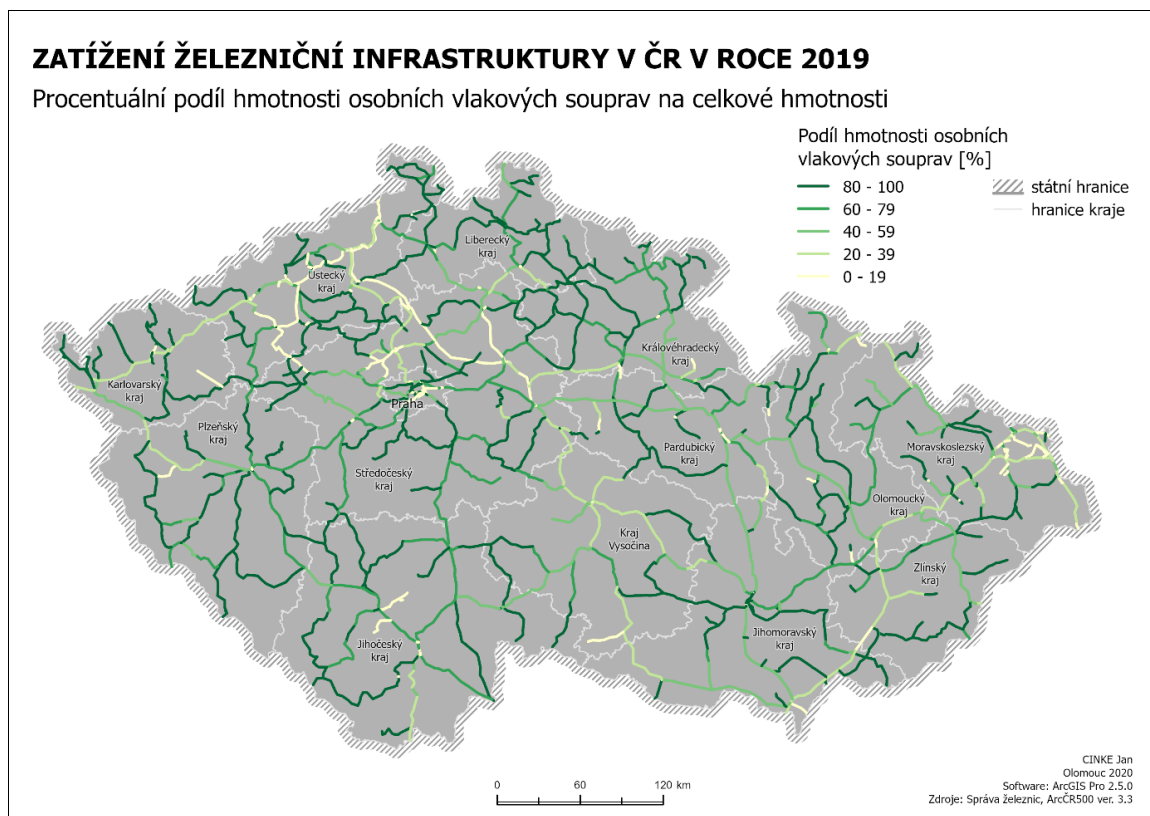 ZATÍŽENÍ ŽELEZNIČNÍ INFRASTRUKTURY V ČR V ROCE 2019
Procentuální podíl hmotnosti osobních vlakových souprav na celkové hmotnosti
Podíl hmotnosti osobních
vlakových souprav [%]
80 - 100
60 - 79
40 - 59
20 - 39
0 - 19
státní hranice
hranice kraje
Liberecký
kraj
Ústecký
kraj
Královéhradecký
kraj
Karlovarský
kraj
Praha
Plzeňský
kraj
Pardubický
kraj
Moravskoslezský
kraj
Středočeský
kraj
Olomoucký
kraj
Kraj
Vysočina
Zlínský
kraj
Jihomoravský
kraj
Jihočeský
kraj
0 60 120 km
CINKE Jan
Olomouc 2020
Software: ArcGIS Pro 2.5.0
Zdroje: Správa železnic, ArcČR500 ver. 3.3